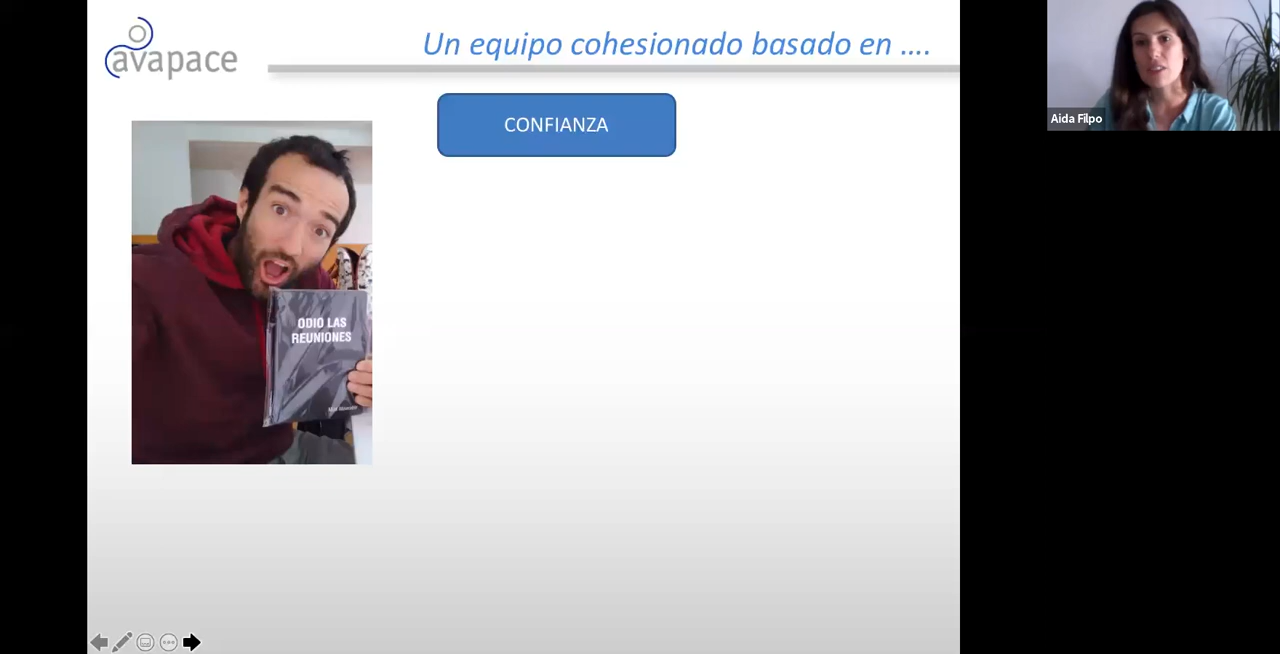 avapace
Un equipo cohesionado basado en ....
CONFIANZA
Aida Filpo
ODIO LAS
REUNIONES